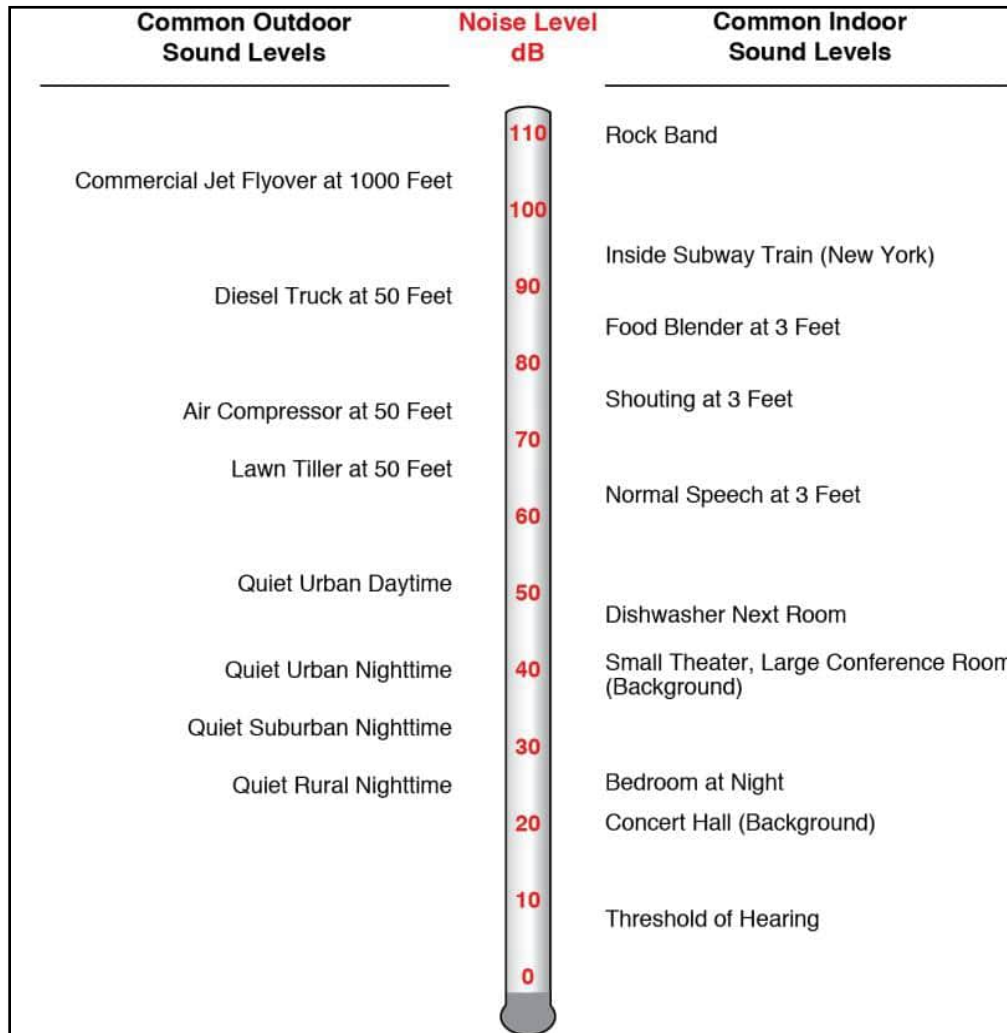 Common Outdoor
Sound Levels
Noise Level
dB
Common Indoor
Sound Levels
110
Rock Band
Commercial Jet Flyover at 1000 Feet
100
Inside Subway Train (New York)
90
Diesel Truck at 50 Feet
Food Blender at 3 Feet
80
Shouting at 3 Feet
Air Compressor at 50 Feet
70
Lawn Tiller at 50 Feet
Normal Speech at 3 Feet
60
Quiet Urban Daytime
50
Dishwasher Next Room
Quiet Urban Nighttime
40
Small Theater, Large Conference Room
(Background)
Quiet Suburban Nighttime
30
Quiet Rural Nighttime
Bedroom at Night
20
Concert Hall (Background)
10
Threshold of Hearing
0